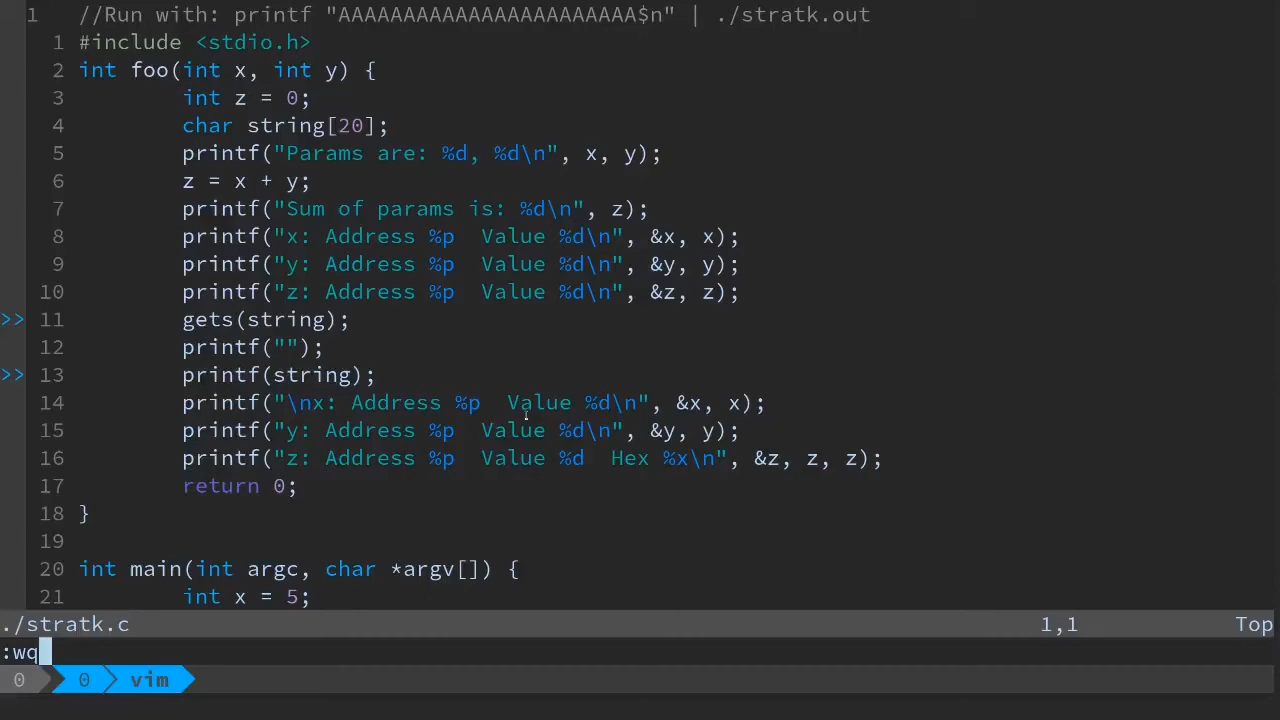 1 //Run with: printf "AAAAAAAAAAAAAAAAAAAAAAA$n" | ./stratk.out
1 #include <stdio.h>
2 int foo(int x, int y) {
3 int z = 0;
4 char string[20];
5 printf("Params are: %d, %d\n", x, y);
6 z = x + y;
7 printf("Sum of params is: %d\n", z);
8 printf("x: Address %p  Value %d\n", &x, x);
9 printf("y: Address %p  Value %d\n", &y, y);
10 printf("z: Address %p  Value %d\n", &z, z);
>> 11 gets(string);
12 printf("");
>> 13 printf(string);
14 printf("\nx: Address %p  Value %d\n", &x, x);
15 printf("y: Address %p  Value %d\n", &y, y);
16 printf("z: Address %p  Value %d  Hex %x\n", &z, z, z);
17 return 0;
18 }
19
20 int main(int argc, char *argv[]) {
21 int x = 5;
./stratk.c 1,1 Top
:wq
0 0 vim